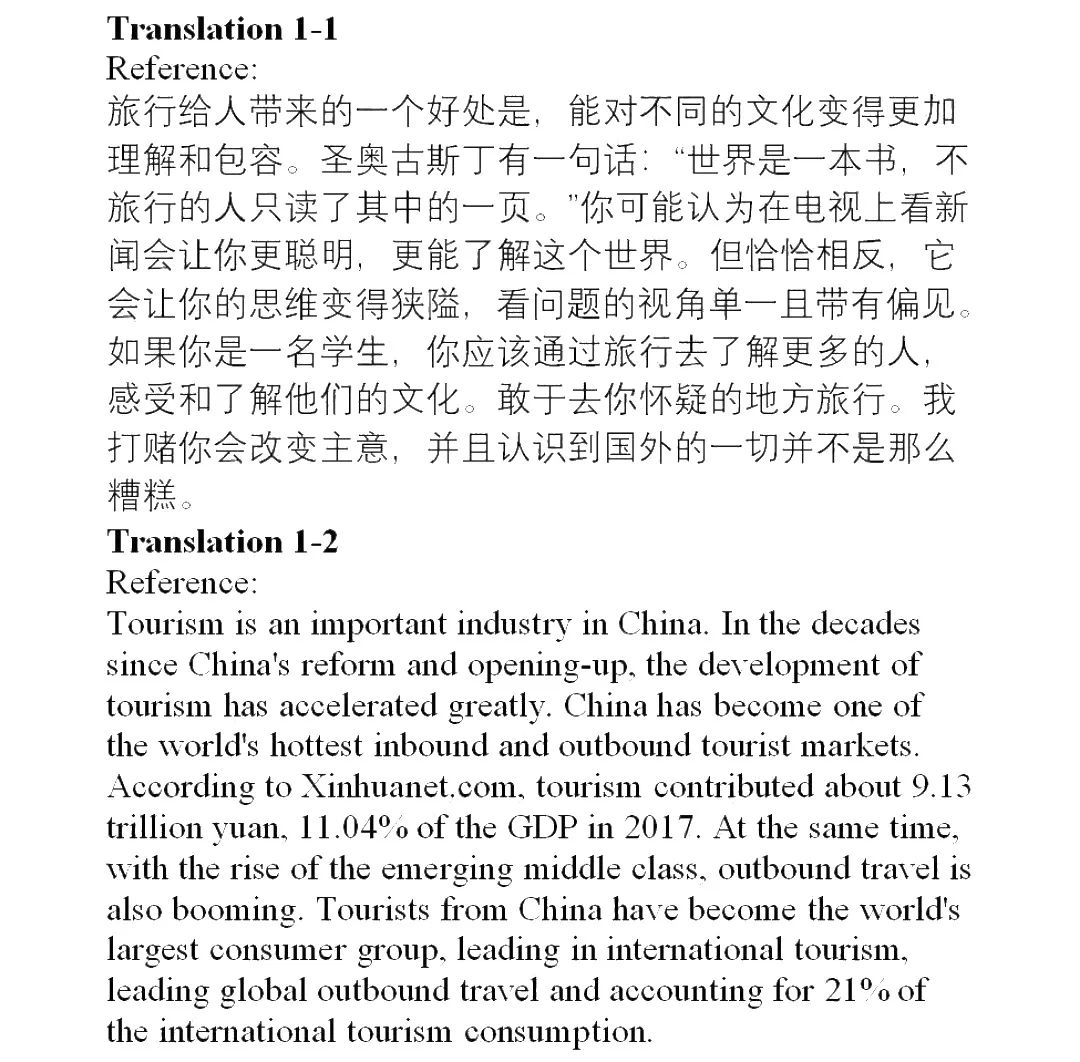 Translation 1-1
Reference:
旅行给人带来的一个好处是，能对不同的文化变得更加
理解和包容。圣奥古斯丁有一句话：“世界是一本书，不
旅行的人只读了其中的一页。”你可能认为在电视上看新
闻会让你更聪明，更能了解这个世界。但恰恰相反，它
会让你的思维变得狭隘，看问题的视角单一且带有偏见。
如果你是一名学生，你应该通过旅行去了解更多的人，
感受和了解他们的文化。敢于去你怀疑的地方旅行。我
打赌你会改变主意，并且认识到国外的一切并不是那么
糟糕。
Translation 1-2
Reference:
Tourism is an important industry in China. In the decades
since China's reform and opening-up, the development of
tourism has accelerated greatly. China has become one of
the world's hottest inbound and outbound tourist markets.
According to Xinhuanet.com, tourism contributed about 9.13
trillion yuan, 11.04% of the GDP in 2017. At the same time,
with the rise of the emerging middle class, outbound travel is
also booming. Tourists from China have become the world's
largest consumer group, leading in international tourism,
leading global outbound travel and accounting for 21% of
the international tourism consumption.